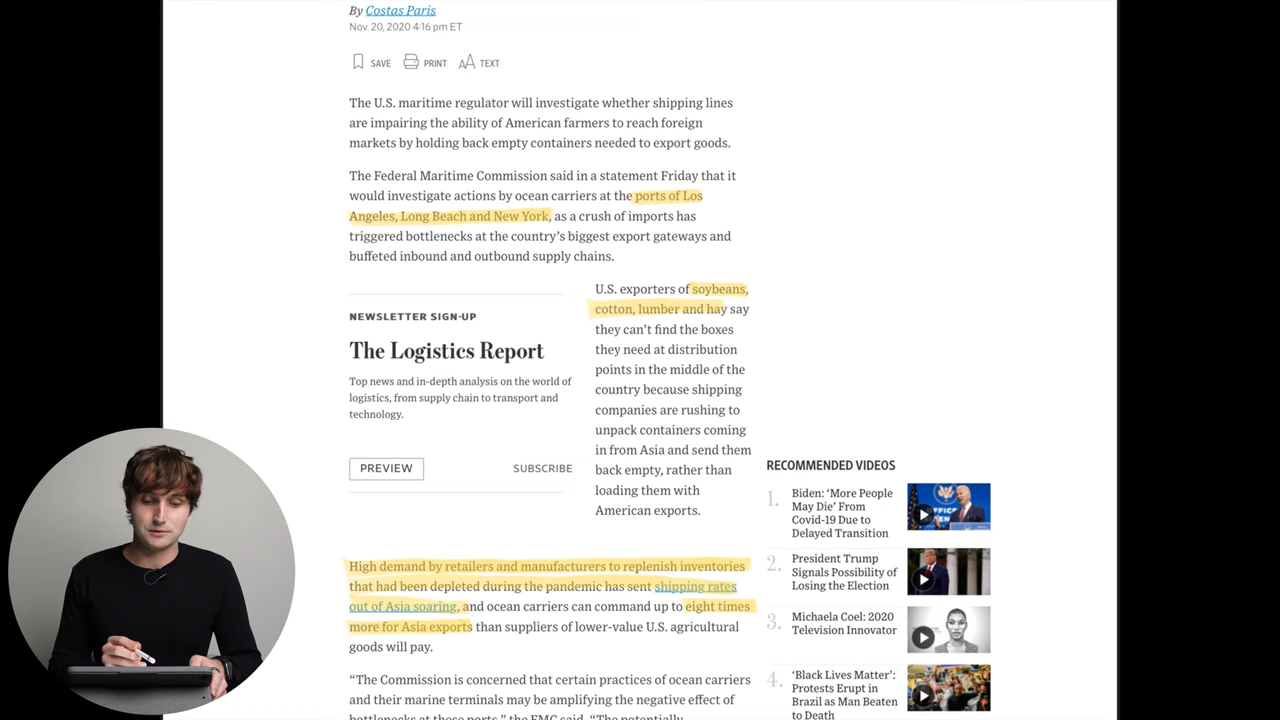 By Costas Paris
Nov. 20, 2020 4:16 pm ET
SAVE PRINT TEXT
The U.S. maritime regulator will investigate whether shipping lines
are impairing the ability of American farmers to reach foreign
markets by holding back empty containers needed to export goods.
The Federal Maritime Commission said in a statement Friday that it
would investigate actions by ocean carriers at the ports of Los
Angeles, Long Beach and New York, as a crush of imports has
triggered bottlenecks at the country’s biggest export gateways and
buffeted inbound and outbound supply chains.
NEWSLETTER SIGN-UP
The Logistics Report
Top news and in-depth analysis on the world of
logistics, from supply chain to transport and
technology.
PREVIEW SUBSCRIBE
U.S. exporters of soybeans,
cotton, lumber and hay say
they can’t find the boxes
they need at distribution
points in the middle of the
country because shipping
companies are rushing to
unpack containers coming
in from Asia and send them
back empty, rather than
loading them with
American exports.
High demand by retailers and manufacturers to replenish inventories
that had been depleted during the pandemic has sent shipping rates
out of Asia soaring, and ocean carriers can command up to eight times
more for Asia exports than suppliers of lower-value U.S. agricultural
goods will pay.
“The Commission is concerned that certain practices of ocean carriers
and their marine terminals may be amplifying the negative effect of
bottlenecks at these ports,” the FMC said. “The potentially
RECOMMENDED VIDEOS
1. Biden: ‘More People
May Die’ From
Covid-19 Due to
Delayed Transition
2. President Trump
Signals Possibility of
Losing the Election
3. Michaela Coel: 2020
Television Innovator
4. ‘Black Lives Matter’:
Protests Erupt in
Brazil as Man Beaten
to Death